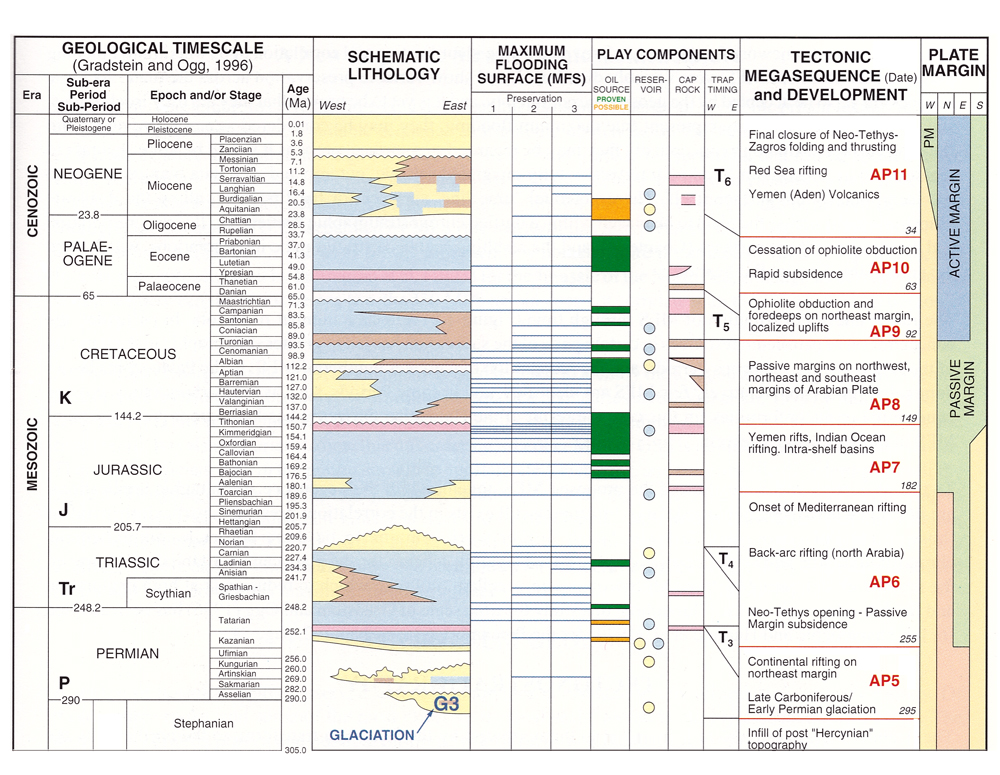 GEOLOGICAL TIMESCALE
(Gradstein and Ogg, 1996)
Era
Sub-era
Period
Sub-Period
Epoch and/or Stage
Age
(Ma)
SCHEMATIC
LITHOLOGY
West
East
MAXIMUM
FLOODING
SURFACE (MFS)
Preservation
1 2 3
PLAY COMPONENTS
OIL
SOURCE
PROVEN
POSSIBLE
RESER-
VOIR
CAP
ROCK
TRAP
TIMING
W E
TECTONIC
MEGASEQUENCE (Date)
and DEVELOPMENT
PLATE
MARGIN
W N E S
CENOZOIC
MESOZOIC
Quaternary or
Pleistogene
NEOGENE
23.8
PALAE-
OGENE
65
CRETACEOUS
K
144.2
JURASSIC
J
205.7
TRIASSIC
Tr
248.2
PERMIAN
P
290
Holocene
Pleistocene
Pliocene
Miocene
Oligocene
Eocene
Palaeocene
Scythian
Placenzian
Zanclian
Messinian
Tortonian
Serravaltian
Langhian
Burdigalian
Aquitanian
Chattian
Rupelian
Priabonian
Bartonian
Lutetian
Ypresian
Thanetian
Danian
Maastrichtian
Campanian
Santonian
Coniacian
Turonian
Cenomanian
Albian
Aptian
Barremian
Hautervian
Valanginian
Berriasian
Tithonian
Kimmeridgian
Oxfordian
Callovian
Bathonian
Bajocian
Aalenian
Toarcian
Pliensbachian
Sinemurian
Hettangian
Rhaetian
Norian
Carnian
Ladinian
Anisian
Spathian -
Griesbachian
Tatarian
Kazanian
Ufimian
Kungurian
Artinskian
Sakmarian
Asselian
Stephanian
0.01
1.8
3.6
5.3
7.1
11.2
14.8
16.4
20.5
23.8
28.5
33.7
37.0
41.3
49.0
54.8
61.0
65.0
71.3
83.5
85.8
89.0
93.5
98.9
112.2
121.0
127.0
132.0
137.0
144.2
150.7
154.1
159.4
164.4
169.2
176.5
180.1
189.6
195.3
201.9
205.7
209.6
220.7
227.4
234.3
241.7
248.2
252.1
256.0
260.0
269.0
282.0
290.0
305.0
G3
GLACIATION
T6
T5
T4
T3
Final closure of Neo-Tethys-
Zagros folding and thrusting
Red Sea rifting
AP11
Yemen (Aden) Volcanics
34
Cessation of ophiolite obduction
AP10
Rapid subsidence
63
Ophiolite obduction and
foredeeps on northeast margin,
localized uplifts
AP9 92
Passive margins on northwest,
northeast and southeast
margins of Arabian Plate
AP8
149
Yemen rifts, Indian Ocean
rifting. Intra-shelf basins
AP7
182
Onset of Mediterranean rifting
Back-arc rifting (north Arabia)
AP6
Neo-Tethys opening - Passive
Margin subsidence
255
Continental rifting on
northeast margin
AP5
Late Carboniferous/
Early Permian glaciation
295
Infill of post "Hercynian"
topography
PM
ACTIVE MARGIN
PASSIVE
MARGIN